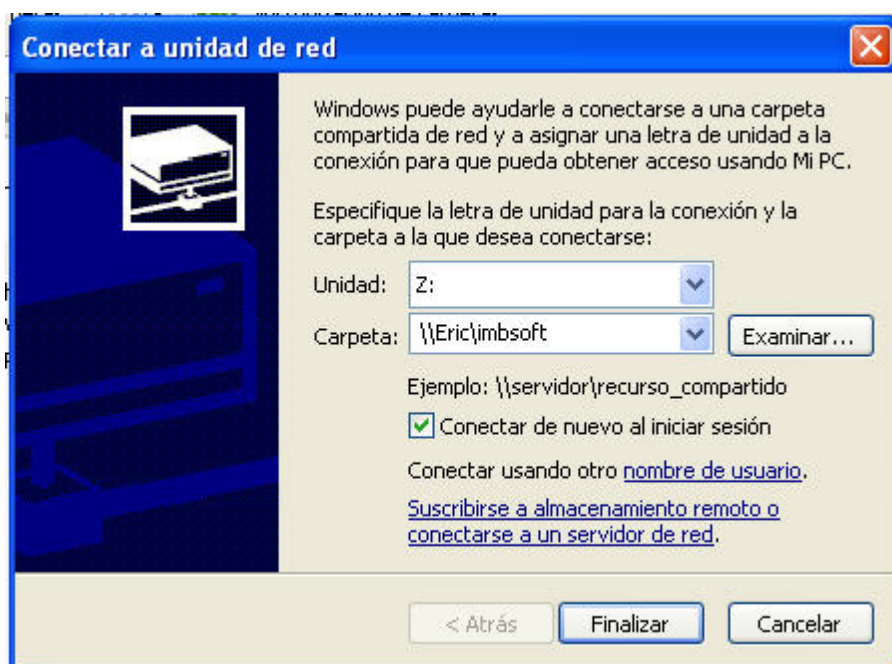 Conectar a unidad de red
Windows puede ayudarle a conectarse a una carpeta
compartida de red y a asignar una letra de unidad a la
conexión para que pueda obtener acceso usando Mi PC.
Especifique la letra de unidad para la conexión y la
carpeta a la que desea conectarse:
Unidad: Z:
Carpeta: \\Eric\imbsoft Examinar...
Ejemplo: \\servidor\recurso_compartido
Conectar de nuevo al iniciar sesión
Conectar usando otro nombre de usuario.
Suscribirse a almacenamiento remoto o
conectarse a un servidor de red.
< Atrás Finalizar Cancelar